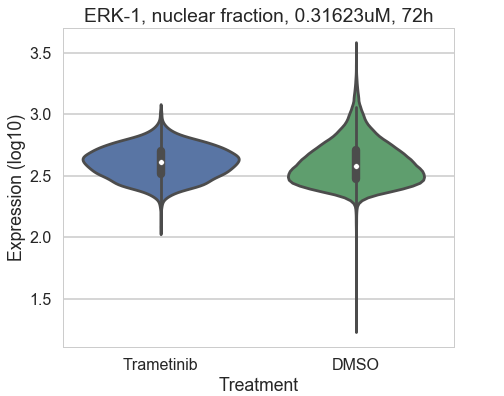 ERK-1, nuclear fraction, 0.31623uM, 72h
3.5
3.0
2.5
2.0
1.5
Expression (log10)
Trametinib DMSO
Treatment